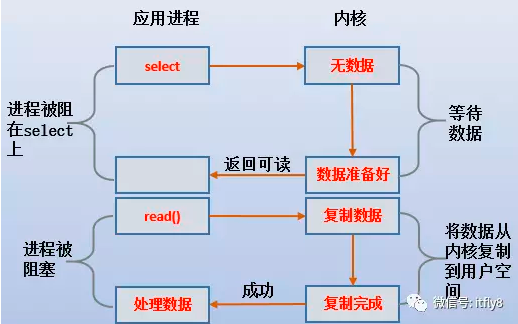 应用进程
内核
select
无数据
进程被阻
在select
上
等待
数据
返回可读
数据准备好
read()
复制数据
进程被
阻塞
将数据从
内核复制
到用户空
间
处理数据
成功
复制完成
微信号: itfly8